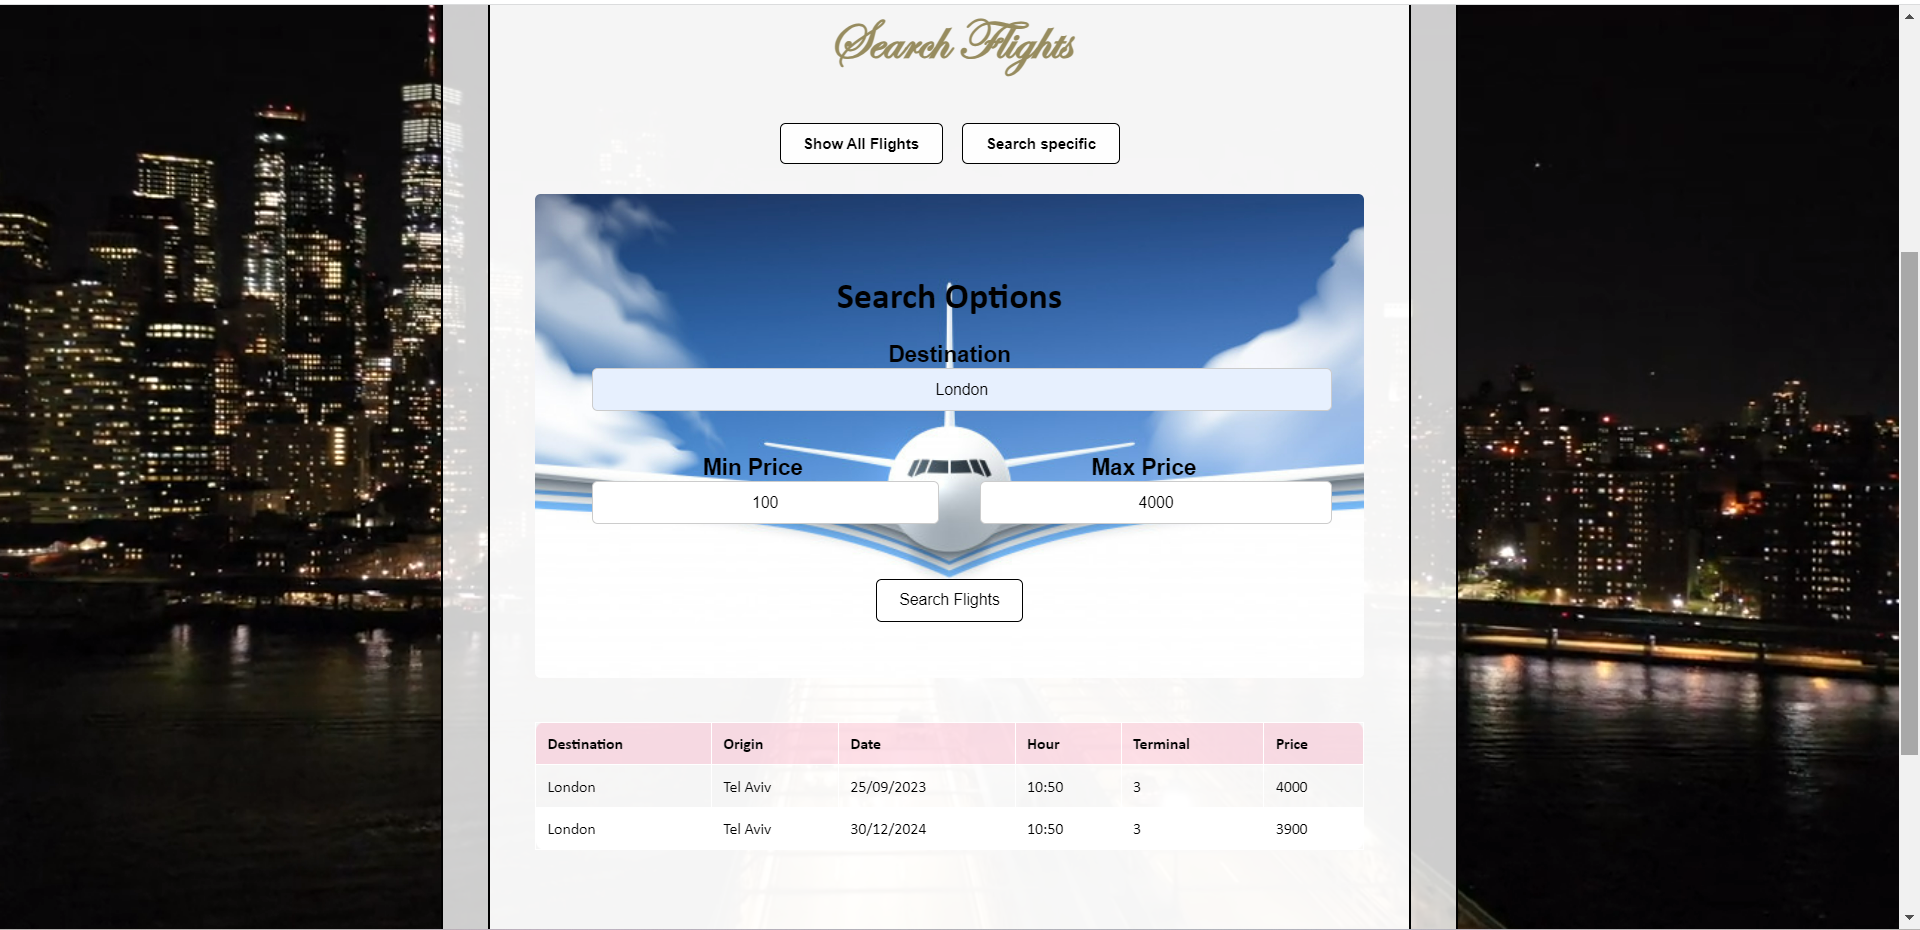 Search Flights
Show All Flights Search specific
Search Options
Destination
London
Min Price Max Price
100 4000
Search Flights
Destination Origin Date Hour Terminal Price
London Tel Aviv 25/09/2023 10:50 3 4000
London Tel Aviv 30/12/2024 10:50 3 3900